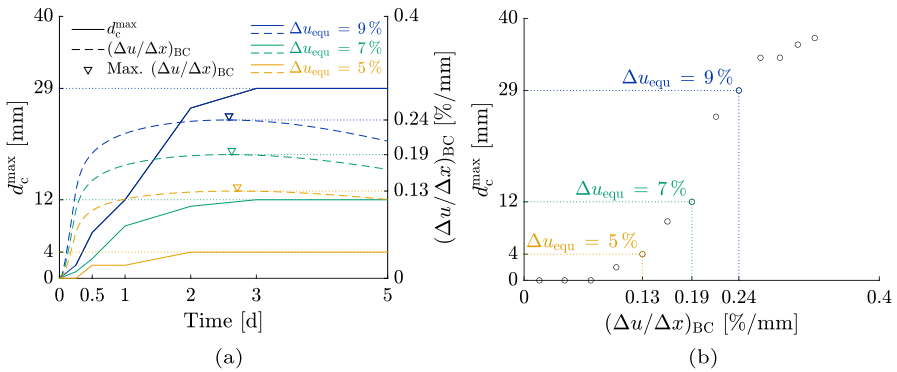 40
29
12
4
0
d_c^max [mm]
d_c^max
(Δu/Δx)_BC
Max. (Δu/Δx)_BC
Δu_equ = 9 %
Δu_equ = 7 %
Δu_equ = 5 %
0.4
0.24
0.19
0.13
0
(Δu/Δx)_BC [%/mm]
0 0.5 1 2 3 5
Time [d]
(a)
40
29
12
4
0
d_c^max [mm]
Δu_equ = 9 %
Δu_equ = 7 %
Δu_equ = 5 %
0 0.13 0.19 0.24 0.4
(Δu/Δx)_BC [%/mm]
(b)